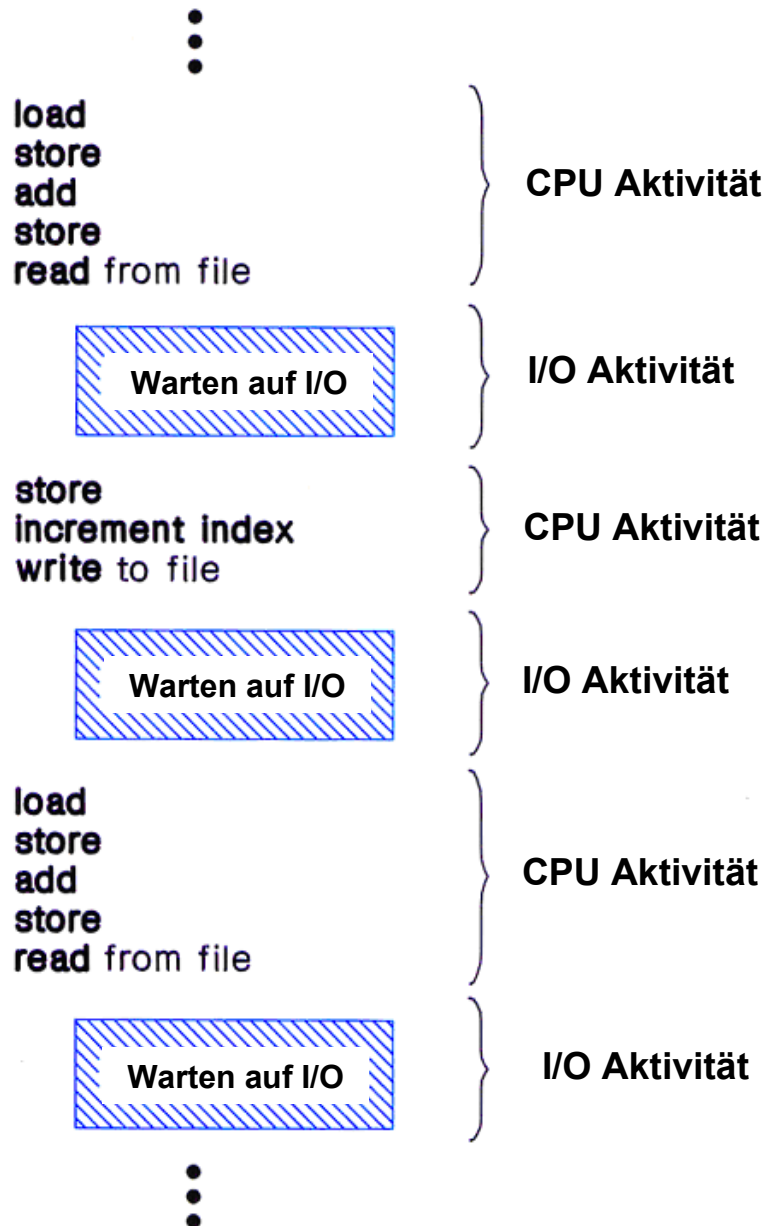 load
store
add
store
read from file
CPU Aktivität
Warten auf I/O
I/O Aktivität
store
increment index
write to file
CPU Aktivität
Warten auf I/O
I/O Aktivität
load
store
add
store
read from file
CPU Aktivität
Warten auf I/O
I/O Aktivität